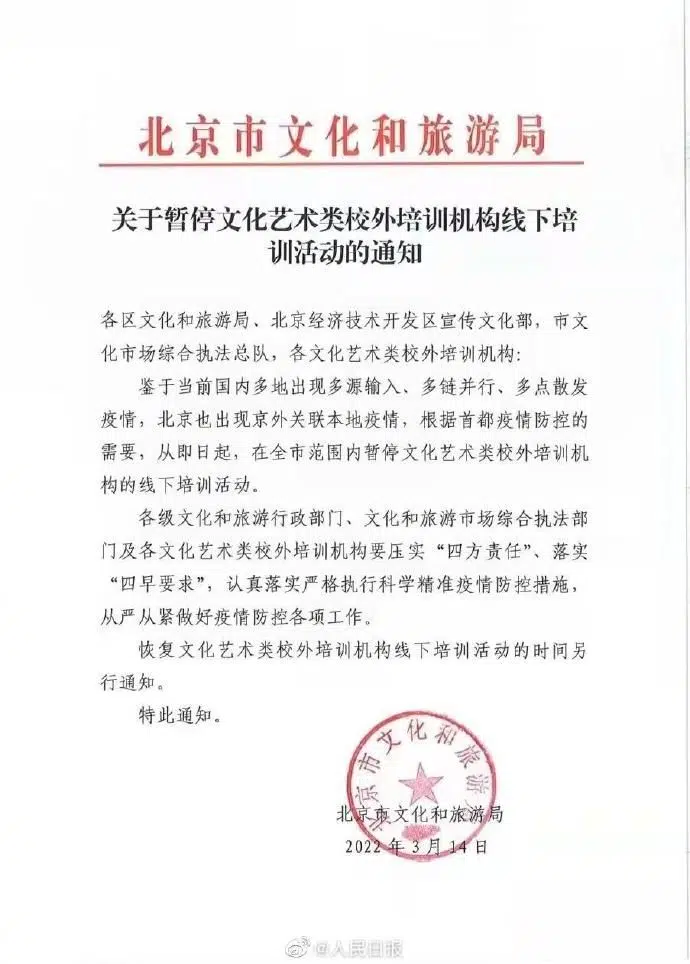 北京市文化和旅游局
关于暂停文化艺术类校外培训机构线下培
训活动的通知
各区文化和旅游局、北京经济技术开发区宣传文化部，市文
化市场综合执法总队，各文化艺术类校外培训机构：
鉴于当前国内多地出现多源输入、多链并行、多点散发
疫情，北京也出现京外关联本地疫情，根据首都疫情防控的
需要，从即日起，在全市范围内暂停文化艺术类校外培训机
构的线下培训活动。
各级文化和旅游行政部门、文化和旅游市场综合执法部
门及各文化艺术类校外培训机构要压实“四方责任”、落实
“四早要求”，认真落实严格执行科学精准疫情防控措施，
从严从紧做好疫情防控各项工作。
恢复文化艺术类校外培训机构线下培训活动的时间另
行通知。
特此通知。
北京市文化和旅游局
北京市文化和旅游局
2022年3月14日
@人民日报